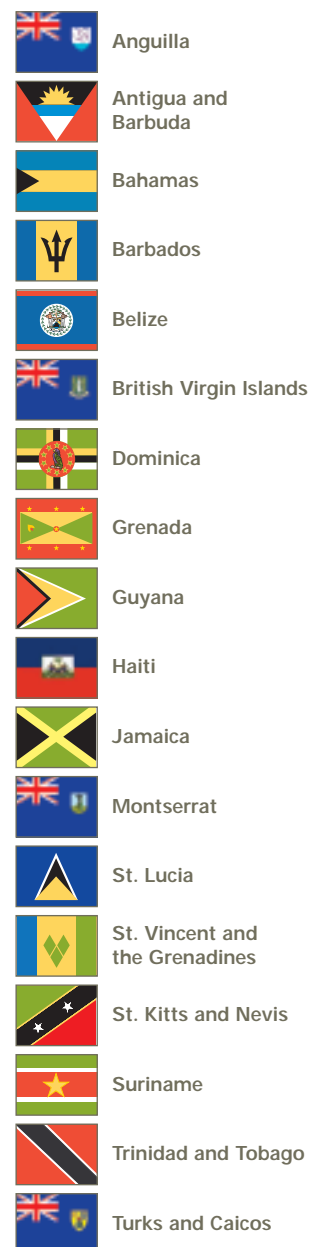 Anguilla
Antigua and
Barbuda
Bahamas
Barbados
Belize
British Virgin Islands
Dominica
Grenada
Guyana
Haiti
Jamaica
Montserrat
St. Lucia
St. Vincent and
the Grenadines
St. Kitts and Nevis
Suriname
Trinidad and Tobago
Turks and Caicos